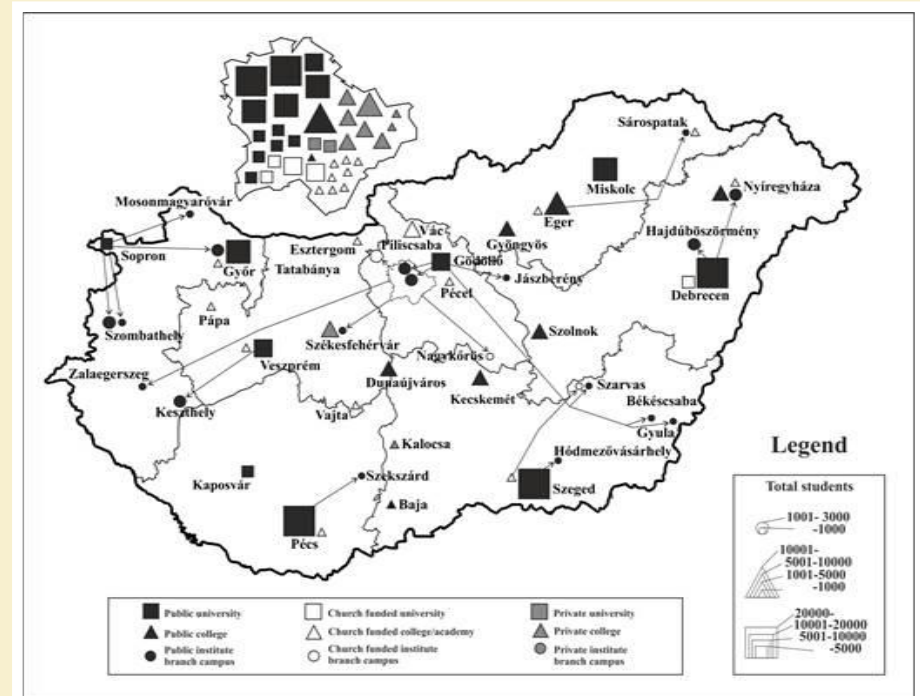 Sárospatak
Miskolc
Mosonmagyaróvár
Nyíregyháza
Eger
Vác
Hajdúböszörmény
Esztergom
Piliscsaba
Gyöngyös
Sopron
Győr
Tatabánya
Gödöllő
Debrecen
Jászberény
Pécel
Pápa
Szolnok
Szombathely
Székesfehérvár
Nagykőrös
Szarvas
Zalaegerszeg
Veszprém
Dunaújváros
Békéscsaba
Keszthely
Kecskemét
Vajta
Gyula
Kalocsa
Hódmezővásárhely
Legend
Kaposvár
Szekszárd
Szeged
Total students
Baja
1001- 3000
-1000
Pécs
10001-
5001-10000
1001-5000
-1000
20000-
10001-20000
5001-10000
-5000
Public university
Church funded university
Private university
Public college
Church funded college/academy
Private college
Public institute
branch campus
Church funded institute
branch campus
Private institute
branch campus